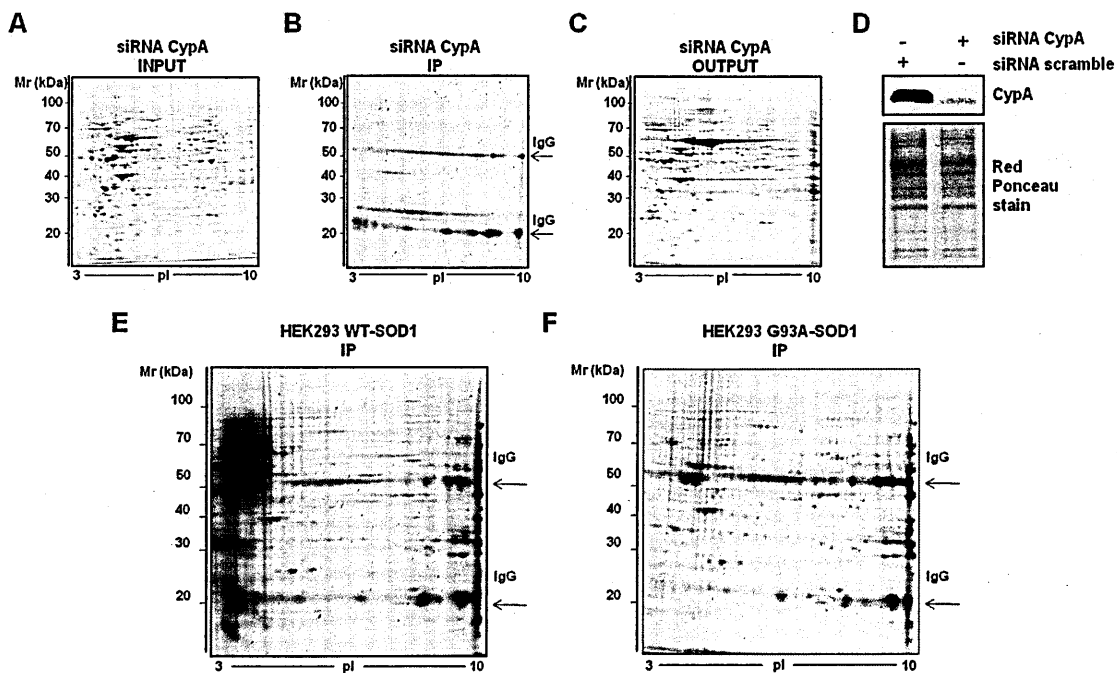 A
siRNA CypA
INPUT
Mr (kDa)
100
70
50
40
30
20
3 pI 10
B
siRNA CypA
IP
Mr (kDa)
100
70
50
40
30
20
IgG
IgG
3 pI 10
C
siRNA CypA
OUTPUT
Mr (kDa)
100
70
50
40
30
20
3 pI 10
D
- + siRNA CypA
+ - siRNA scramble
CypA
Red
Ponceau
stain
E
HEK293 WT-SOD1
IP
Mr (kDa)
100
70
50
40
30
20
IgG
IgG
3 pI 10
F
HEK293 G93A-SOD1
IP
Mr (kDa)
100
70
50
40
30
20
IgG
IgG
3 pI 10